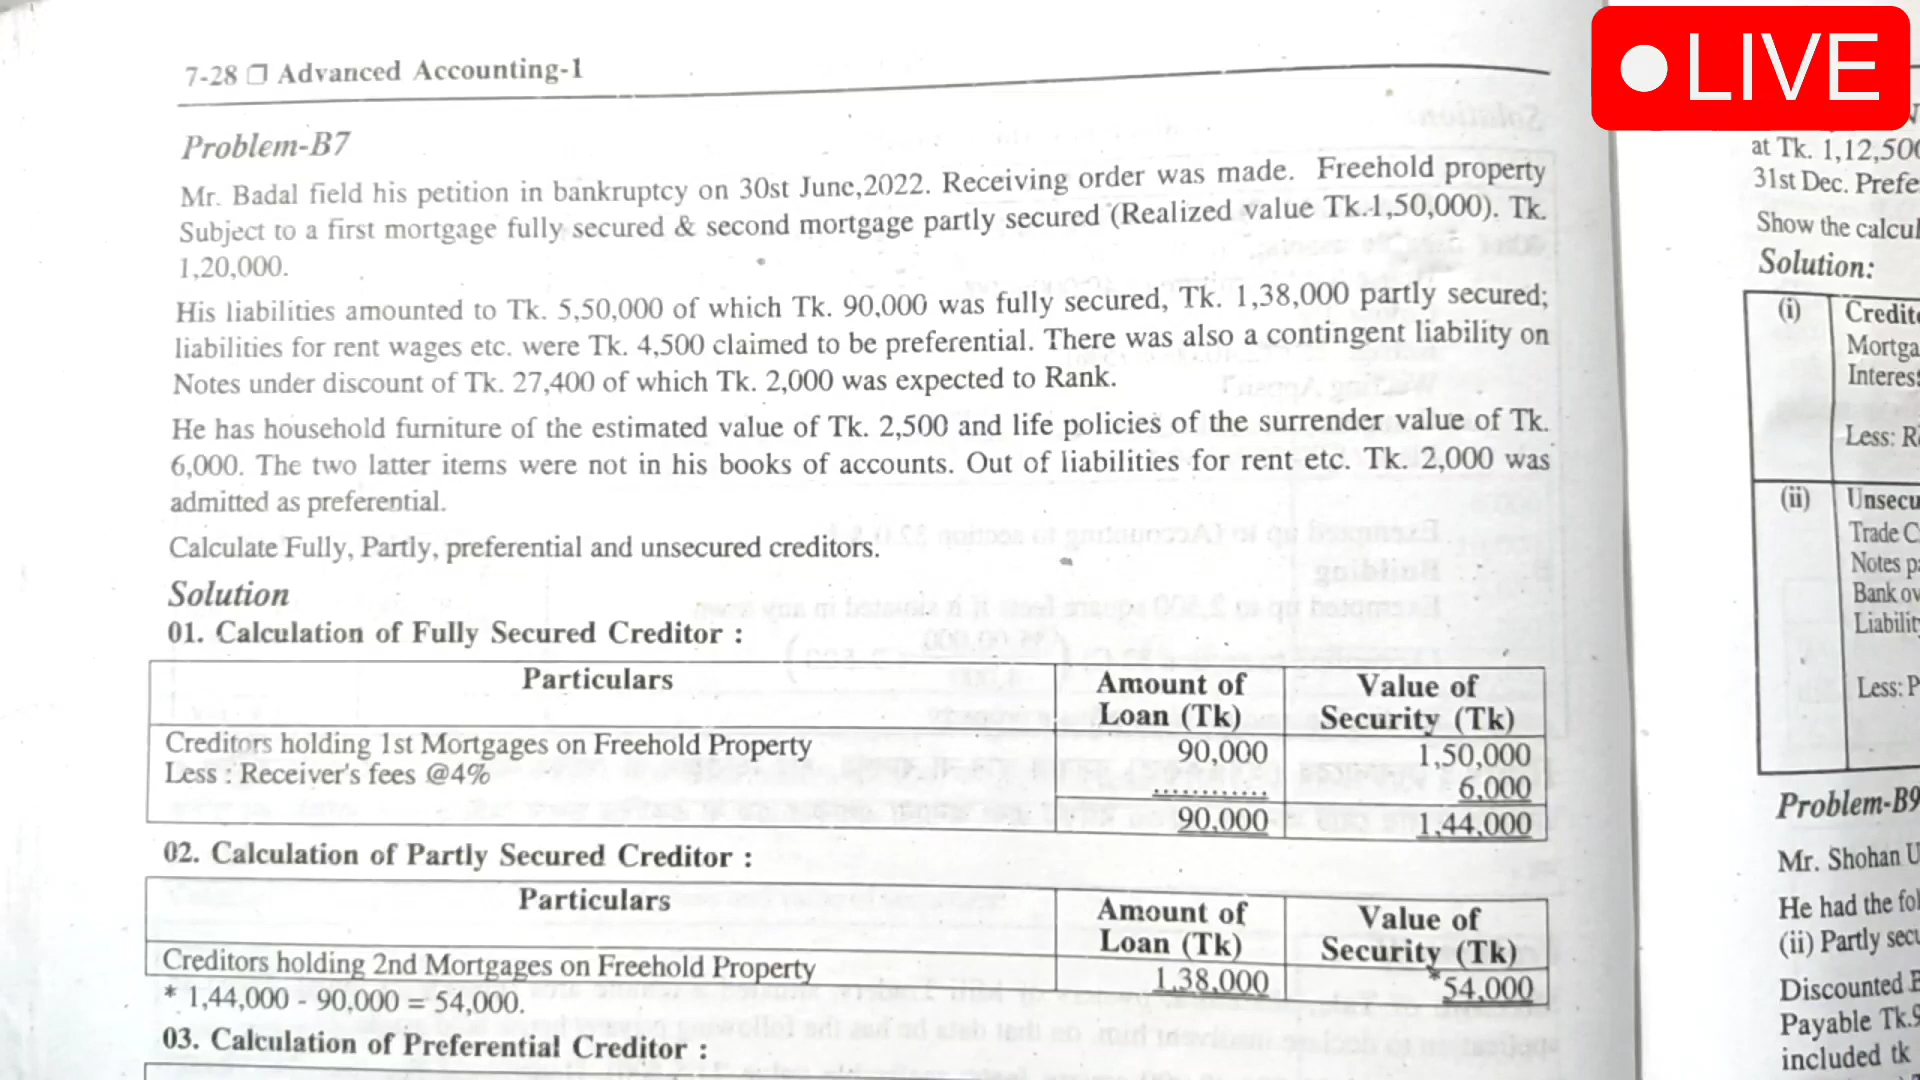 LIVE
7-28 ❐ Advanced Accounting-1
Problem-B7
Mr. Badal field his petition in bankruptcy on 30st June,2022. Receiving order was made. Freehold property
Subject to a first mortgage fully secured & second mortgage partly secured (Realized value Tk.1,50,000). Tk.
1,20,000.
His liabilities amounted to Tk. 5,50,000 of which Tk. 90,000 was fully secured, Tk. 1,38,000 partly secured;
liabilities for rent wages etc. were Tk. 4,500 claimed to be preferential. There was also a contingent liability on
Notes under discount of Tk. 27,400 of which Tk. 2,000 was expected to Rank.
He has household furniture of the estimated value of Tk. 2,500 and life policies of the surrender value of Tk.
6,000. The two latter items were not in his books of accounts. Out of liabilities for rent etc. Tk. 2,000 was
admitted as preferential.
Calculate Fully, Partly, preferential and unsecured creditors.
Solution
01. Calculation of Fully Secured Creditor :
Particulars Amount of Loan (Tk) Value of Security (Tk)
Creditors holding 1st Mortgages on Freehold Property 90,000 1,50,000
Less : Receiver's fees @4% ............ 6,000
90,000 1,44,000
02. Calculation of Partly Secured Creditor :
Particulars Amount of Loan (Tk) Value of Security (Tk)
Creditors holding 2nd Mortgages on Freehold Property 1,38,000 *54,000
* 1,44,000 - 90,000 = 54,000.
03. Calculation of Preferential Creditor :
at Tk. 1,12,500
31st Dec. Prefe
Show the calcul
Solution:
(i) Credit
Mortga
Interes
Less: R
(ii) Unsecu
Trade C
Notes p
Bank ov
Liabilit
Less: P
Problem-B9
Mr. Shohan U
He had the fol
(ii) Partly secu
Discounted
Payable Tk.
included tk